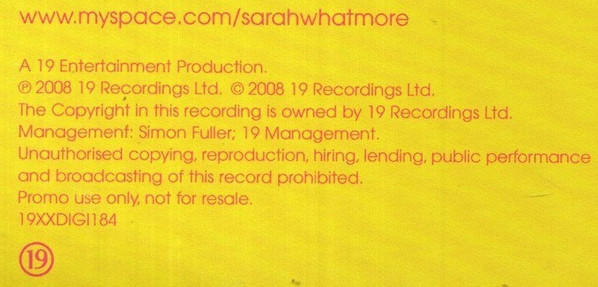 www.myspace.com/sarahwhatmore
A 19 Entertainment Production.
℗ 2008 19 Recordings Ltd. © 2008 19 Recordings Ltd.
The Copyright in this recording is owned by 19 Recordings Ltd.
Management: Simon Fuller; 19 Management.
Unauthorised copying, reproduction, hiring, lending, public performance
and broadcasting of this record prohibited.
Promo use only, not for resale.
19XXDIGI184
19